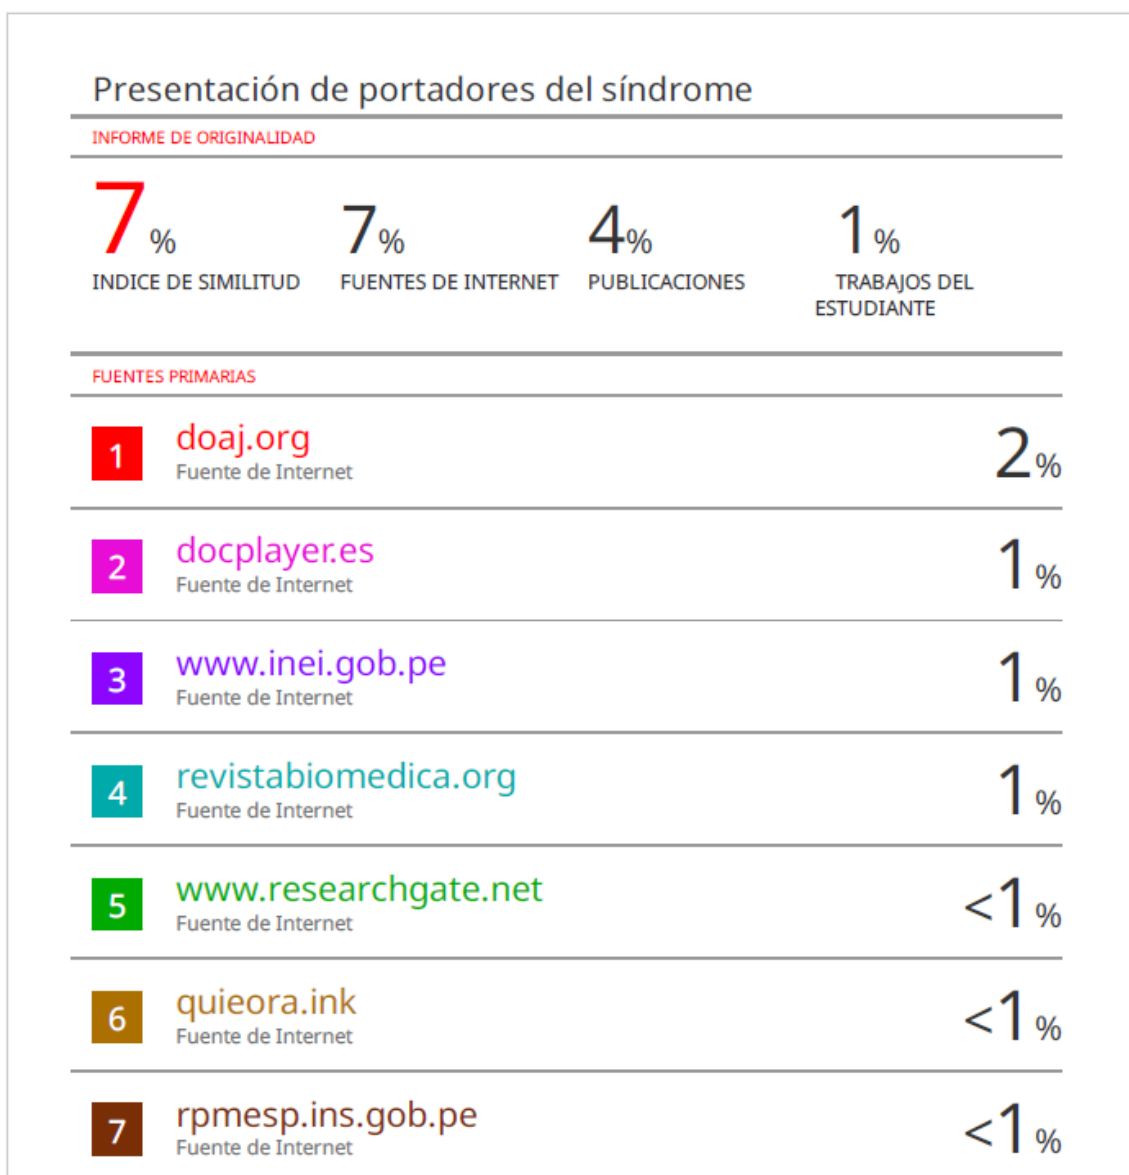 Presentación de portadores del síndrome
INFORME DE ORIGINALIDAD
7%
7%
4%
1%
INDICE DE SIMILITUD
FUENTES DE INTERNET
PUBLICACIONES
TRABAJOS DEL
ESTUDIANTE
FUENTES PRIMARIAS
1
doaj.org
Fuente de Internet
2%
2
docplayer.es
Fuente de Internet
1%
3
www.inei.gob.pe
Fuente de Internet
1%
4
revistabiomedica.org
Fuente de Internet
1%
5
www.researchgate.net
Fuente de Internet
<1%
6
quieora.ink
Fuente de Internet
<1%
7
rpmesp.ins.gob.pe
Fuente de Internet
<1%